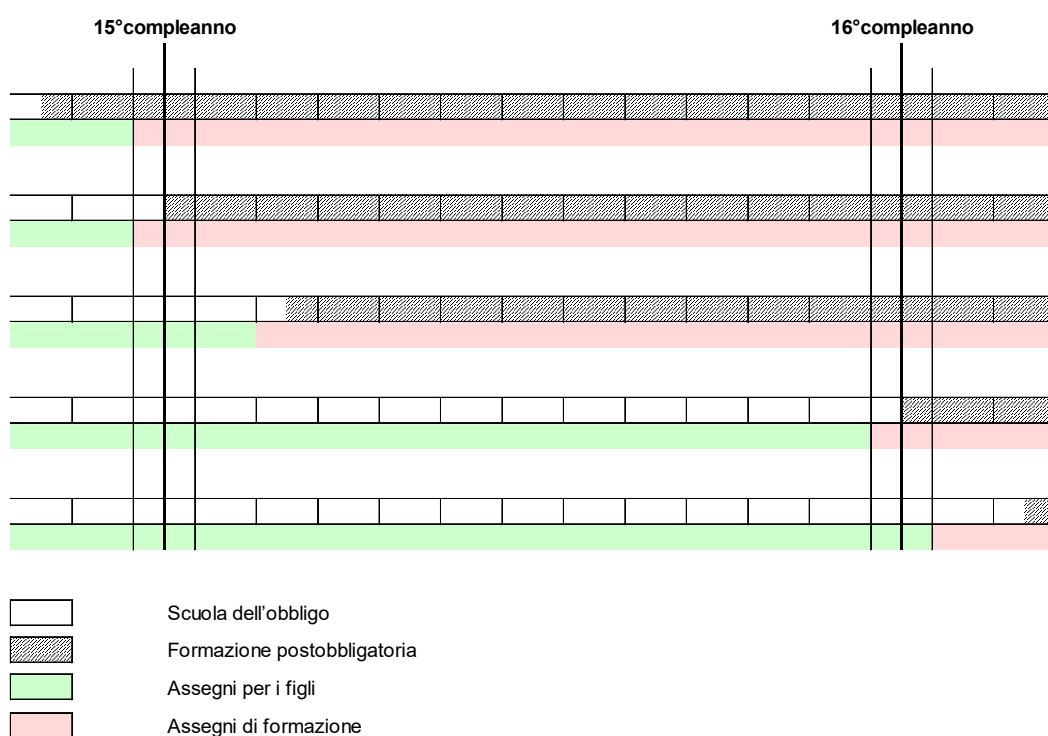 15°compleanno 16°compleanno
Scuola dell'obbligo
Formazione postobbligatoria
Assegni per i figli
Assegni di formazione